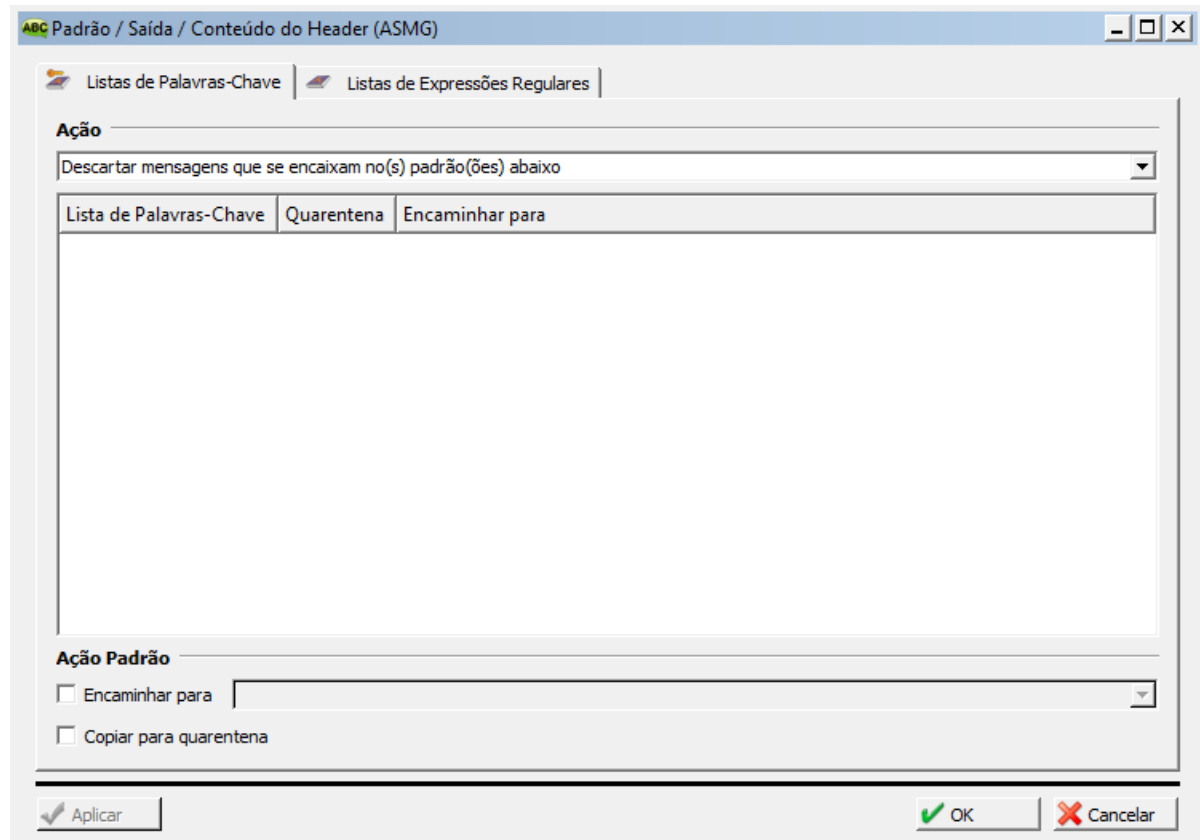 ABC Padrão / Saída / Conteúdo do Header (ASMG)
Listas de Palavras-Chave Listas de Expressões Regulares
Ação
Descartar mensagens que se encaixam no(s) padrão(ões) abaixo
Lista de Palavras-Chave Quarentena Encaminhar para
Ação Padrão
Encaminhar para
Copiar para quarentena
Aplicar OK Cancelar